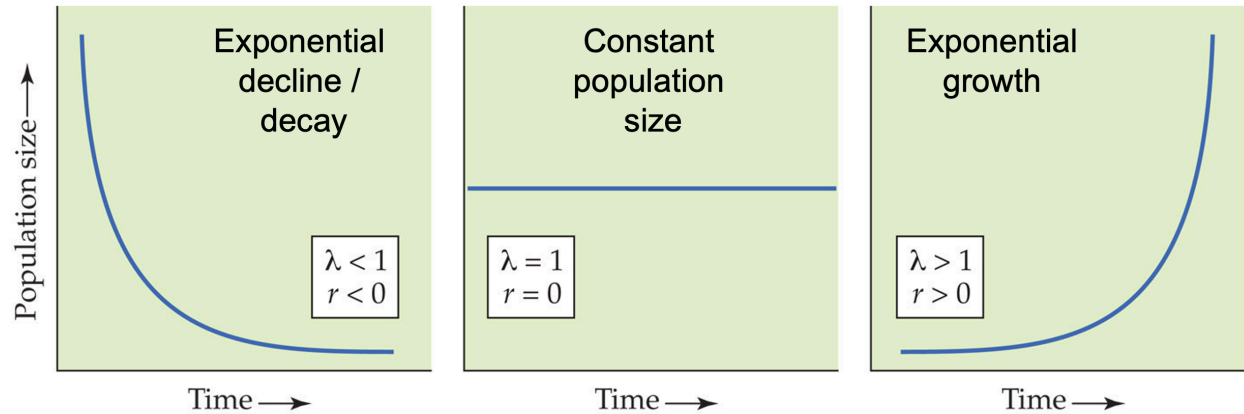 Population size
Exponential
decline /
decay
λ < 1
r < 0
Time
Constant
population
size
λ = 1
r = 0
Time
Exponential
growth
λ > 1
r > 0
Time